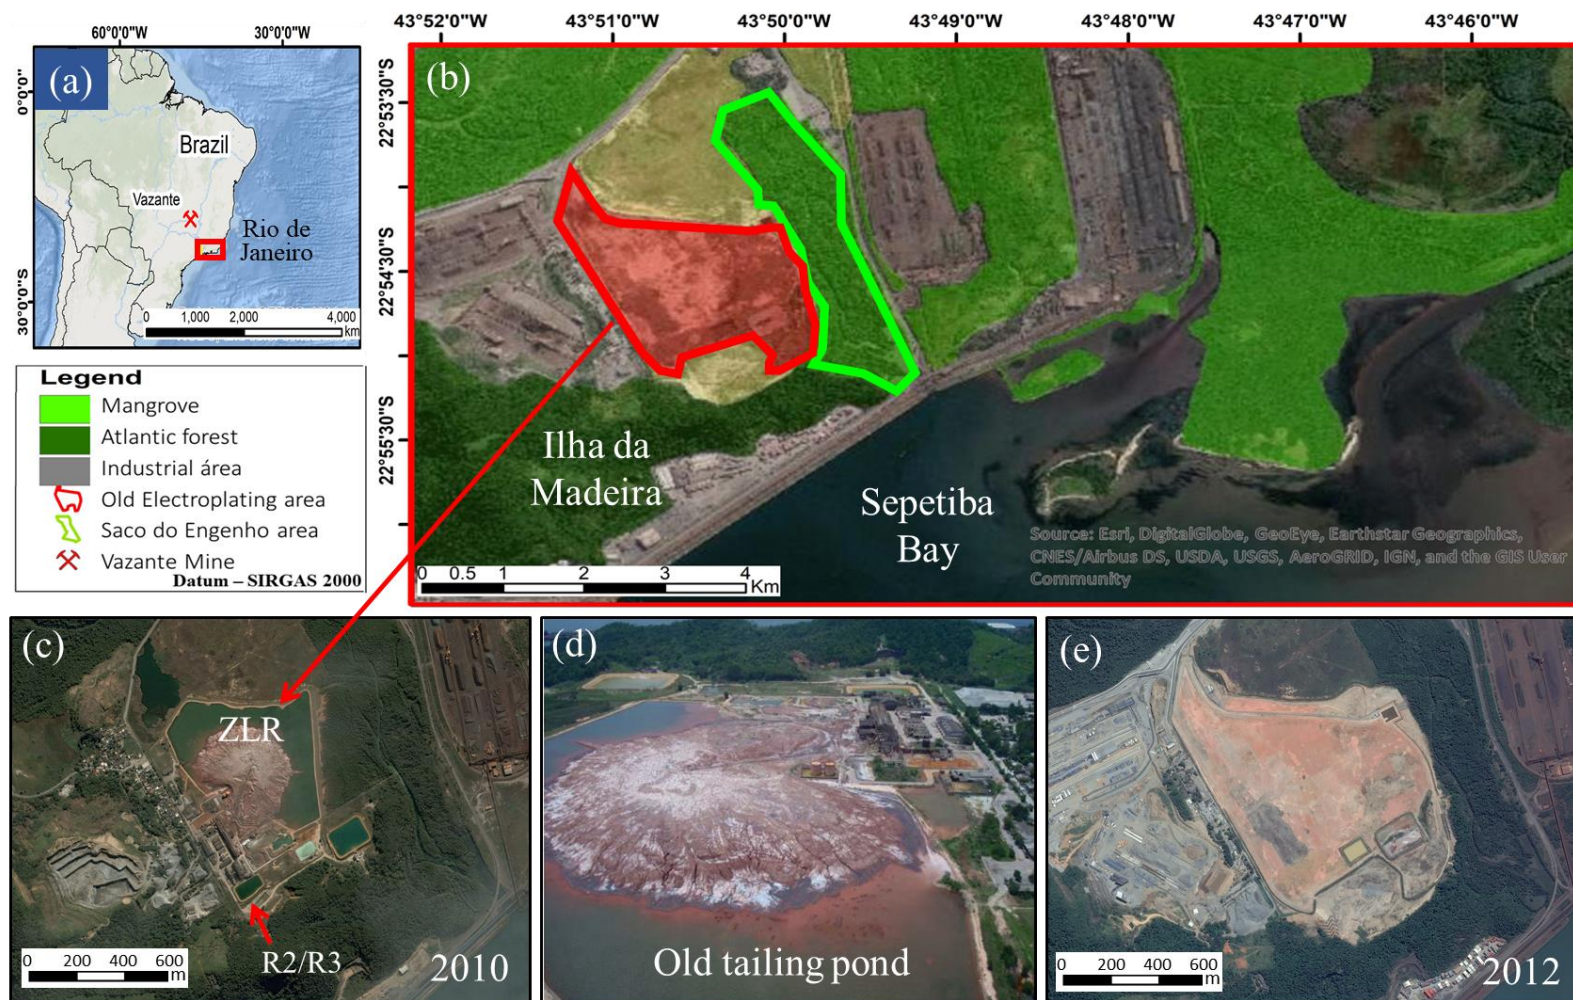 43°52'0"W 43°51'0"W 43°50'0"W 43°49'0"W 43°48'0"W 43°47'0"W 43°46'0"W
60°0'0"W 30°0'0"W
0°0'0"
30°0'0"S
(a)
Brazil
Vazante
Rio de
Janeiro
0 1,000 2,000 4,000
km
Legend
Mangrove
Atlantic forest
Industrial área
Old Electroplating area
Saco do Engenho area
Vazante Mine
Datum – SIRGAS 2000
(b)
22°53'30"S
22°54'30"S
22°55'30"S
Ilha da
Madeira
Sepetiba
Bay
Source: Esri, DigitalGlobe, GeoEye, Earthstar Geographics,
CNES/Airbus DS, USDA, USGS, AeroGRID, IGN, and the GIS User
Community
0 0.5 1 2 3 4
Km
(c)
ZLR
R2/R3
0 200 400 600
m
2010
(d)
Old tailing pond
(e)
0 200 400 600
m
2012